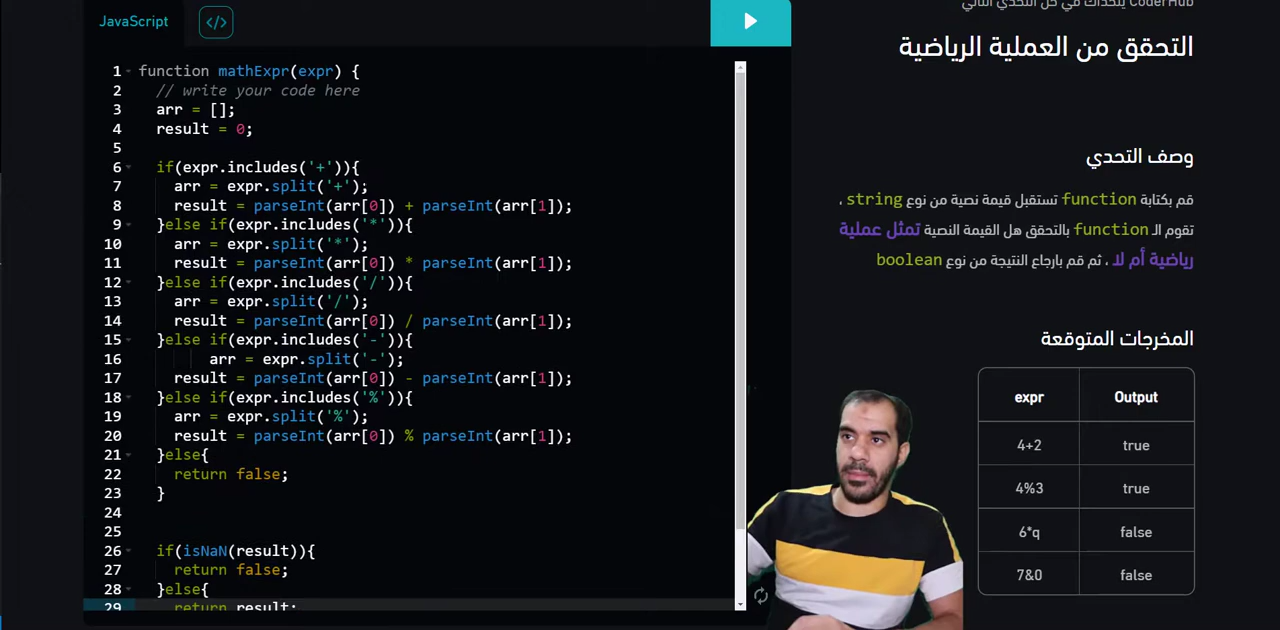 JavaScript
</>
1 function mathExpr(expr) {
2 // write your code here
3 arr = [];
4 result = 0;
5
6 if(expr.includes('+')){
7 arr = expr.split('+');
8 result = parseInt(arr[0]) + parseInt(arr[1]);
9 }else if(expr.includes('*')){
10 arr = expr.split('*');
11 result = parseInt(arr[0]) * parseInt(arr[1]);
12 }else if(expr.includes('/')){
13 arr = expr.split('/');
14 result = parseInt(arr[0]) / parseInt(arr[1]);
15 }else if(expr.includes('-')){
16 arr = expr.split('-');
17 result = parseInt(arr[0]) - parseInt(arr[1]);
18 }else if(expr.includes('%')){
19 arr = expr.split('%');
20 result = parseInt(arr[0]) % parseInt(arr[1]);
21 }else{
22 return false;
23 }
24
25
26 if(isNaN(result)){
27 return false;
28 }else{
29 return result;
CoderHub يتحداك في حل التحدي التالي
التحقق من العملية الرياضية
وصف التحدي
قم بكتابة function تستقبل قيمة نصية من نوع string ،
تقوم الـ function بالتحقق هل القيمة النصية تمثل عملية
رياضية أم لا ، ثم قم بارجاع النتيجة من نوع boolean
المخرجات المتوقعة
expr Output
4+2 true
4%3 true
6*q false
7&0 false